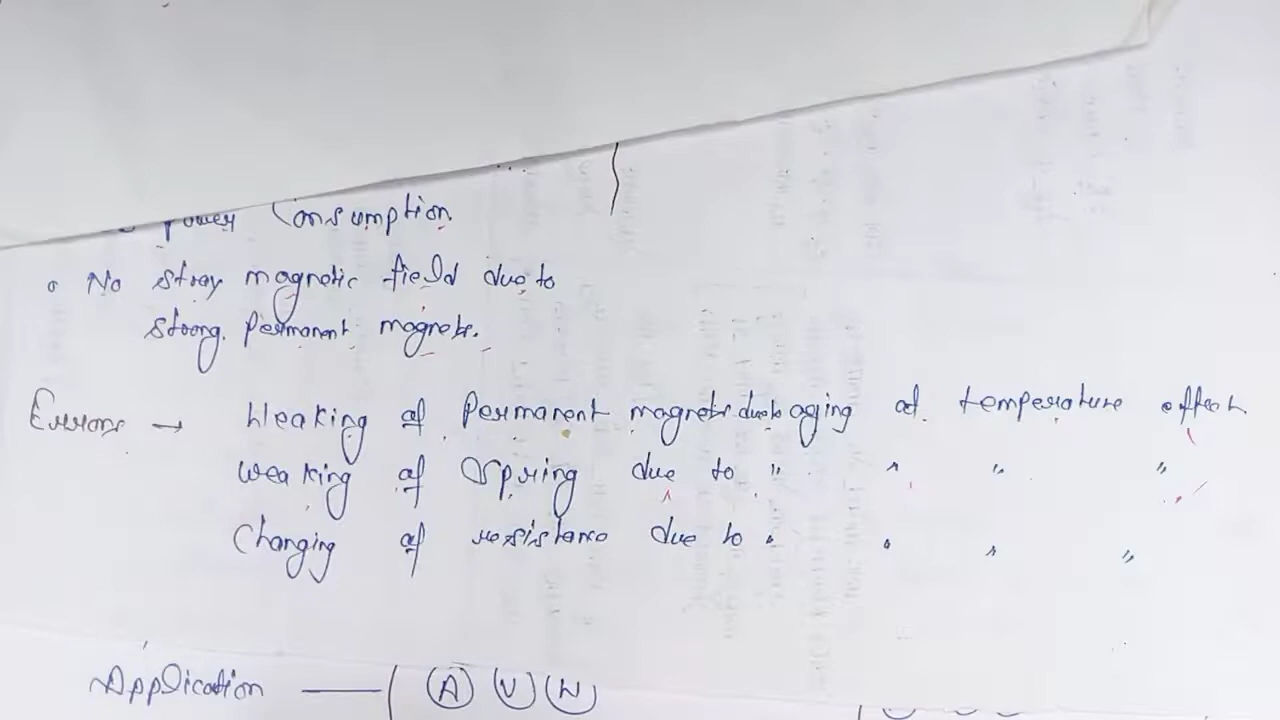 power Consumption.
• No stray magnetic field due to
strong. Permanent magnets.
Errors → Weaking of Permanent magnets due to aging at temperature effect
weaking of Spring due to " " " "
Changing of resistance due to " " " "
Application — A V W